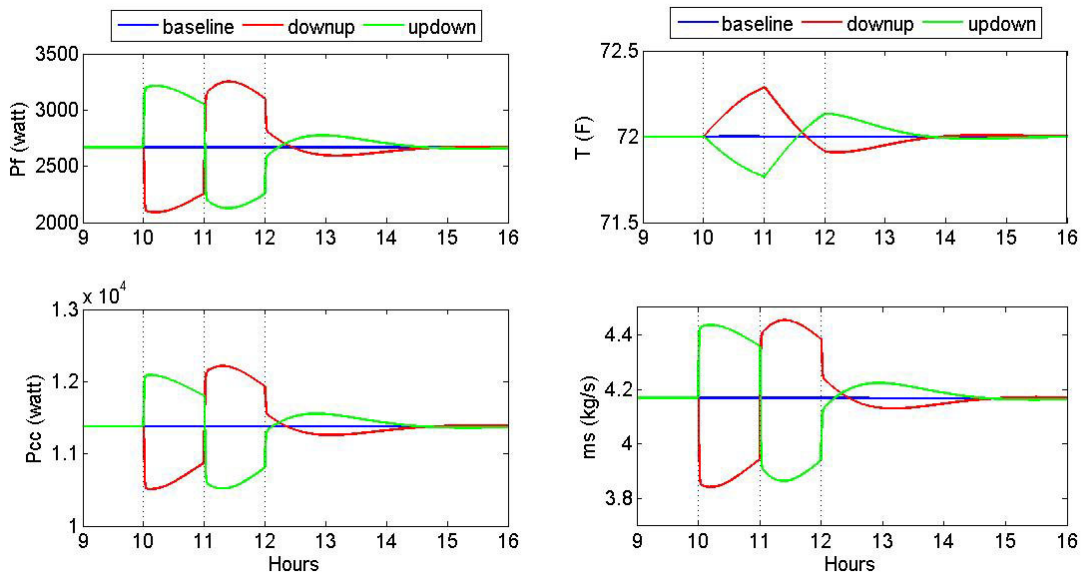 baseline downup updown
3500
3000
2500
2000
Pf (watt)
9 10 11 12 13 14 15 16
baseline downup updown
72.5
72
71.5
T (F)
9 10 11 12 13 14 15 16
x 10^4
1.3
1.2
1.1
1
Pcc (watt)
9 10 11 12 13 14 15 16
Hours
4.4
4.2
4
3.8
ms (kg/s)
9 10 11 12 13 14 15 16
Hours